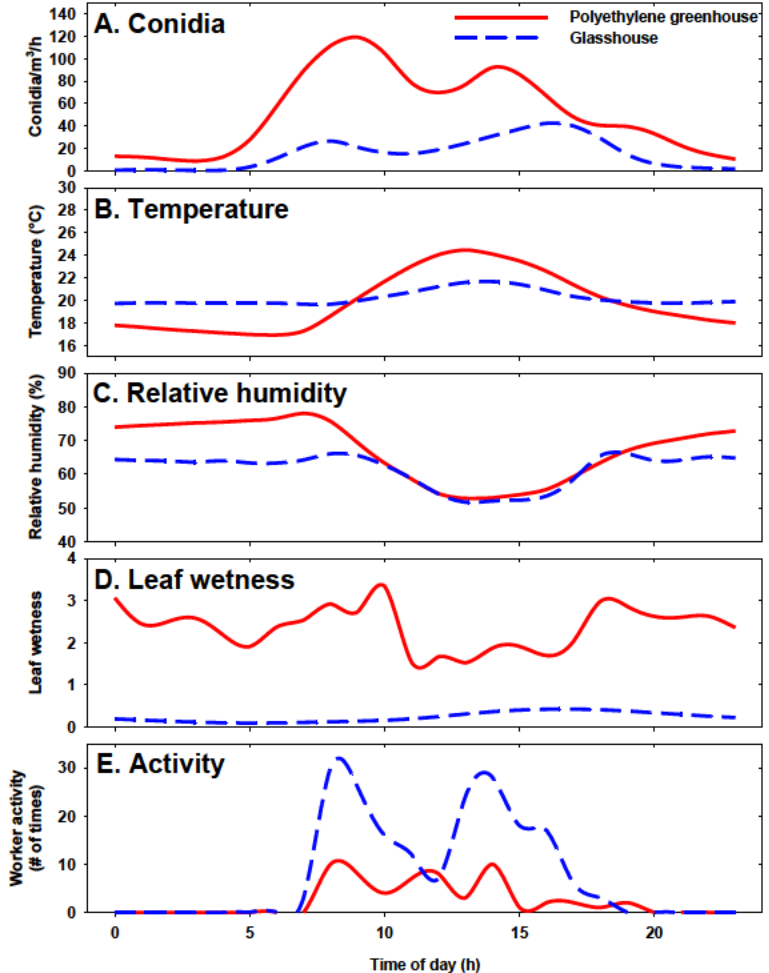 A. Conidia
Polyethylene greenhouse
Glasshouse
Conidia/m³/h
140
120
100
80
60
40
20
0
B. Temperature
Temperature (°C)
30
28
26
24
22
20
18
16
C. Relative humidity
Relative humidity (%)
90
80
70
60
50
40
D. Leaf wetness
Leaf wetness
4
3
2
1
0
E. Activity
Worker activity
(# of times)
30
20
10
0
0 5 10 15 20
Time of day (h)